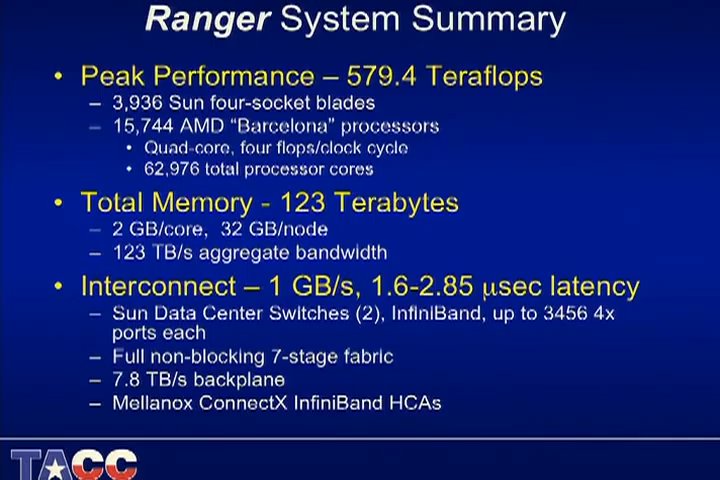 Ranger System Summary
• Peak Performance – 579.4 Teraflops
– 3,936 Sun four-socket blades
– 15,744 AMD “Barcelona” processors
• Quad-core, four flops/clock cycle
• 62,976 total processor cores
• Total Memory - 123 Terabytes
– 2 GB/core, 32 GB/node
– 123 TB/s aggregate bandwidth
• Interconnect – 1 GB/s, 1.6-2.85 μsec latency
– Sun Data Center Switches (2), InfiniBand, up to 3456 4x
ports each
– Full non-blocking 7-stage fabric
– 7.8 TB/s backplane
– Mellanox ConnectX InfiniBand HCAs
TACC